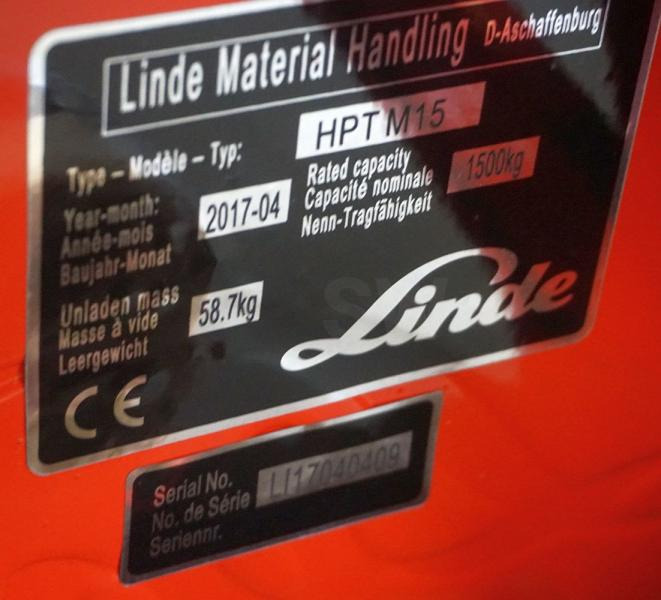 Linde Material Handling D-Aschaffenburg
Type – Modèle – Typ: HPT M15
Year-month:
Année-mois
Baujahr-Monat
2017-04
Rated capacity
Capacité nominale
Nenn-Tragfähigkeit
1500kg
Unladen mass
Masse à vide
Leergewicht
58.7kg
Linde
CE
Serial No.
No. de Série
Seriennr.
LI17040409